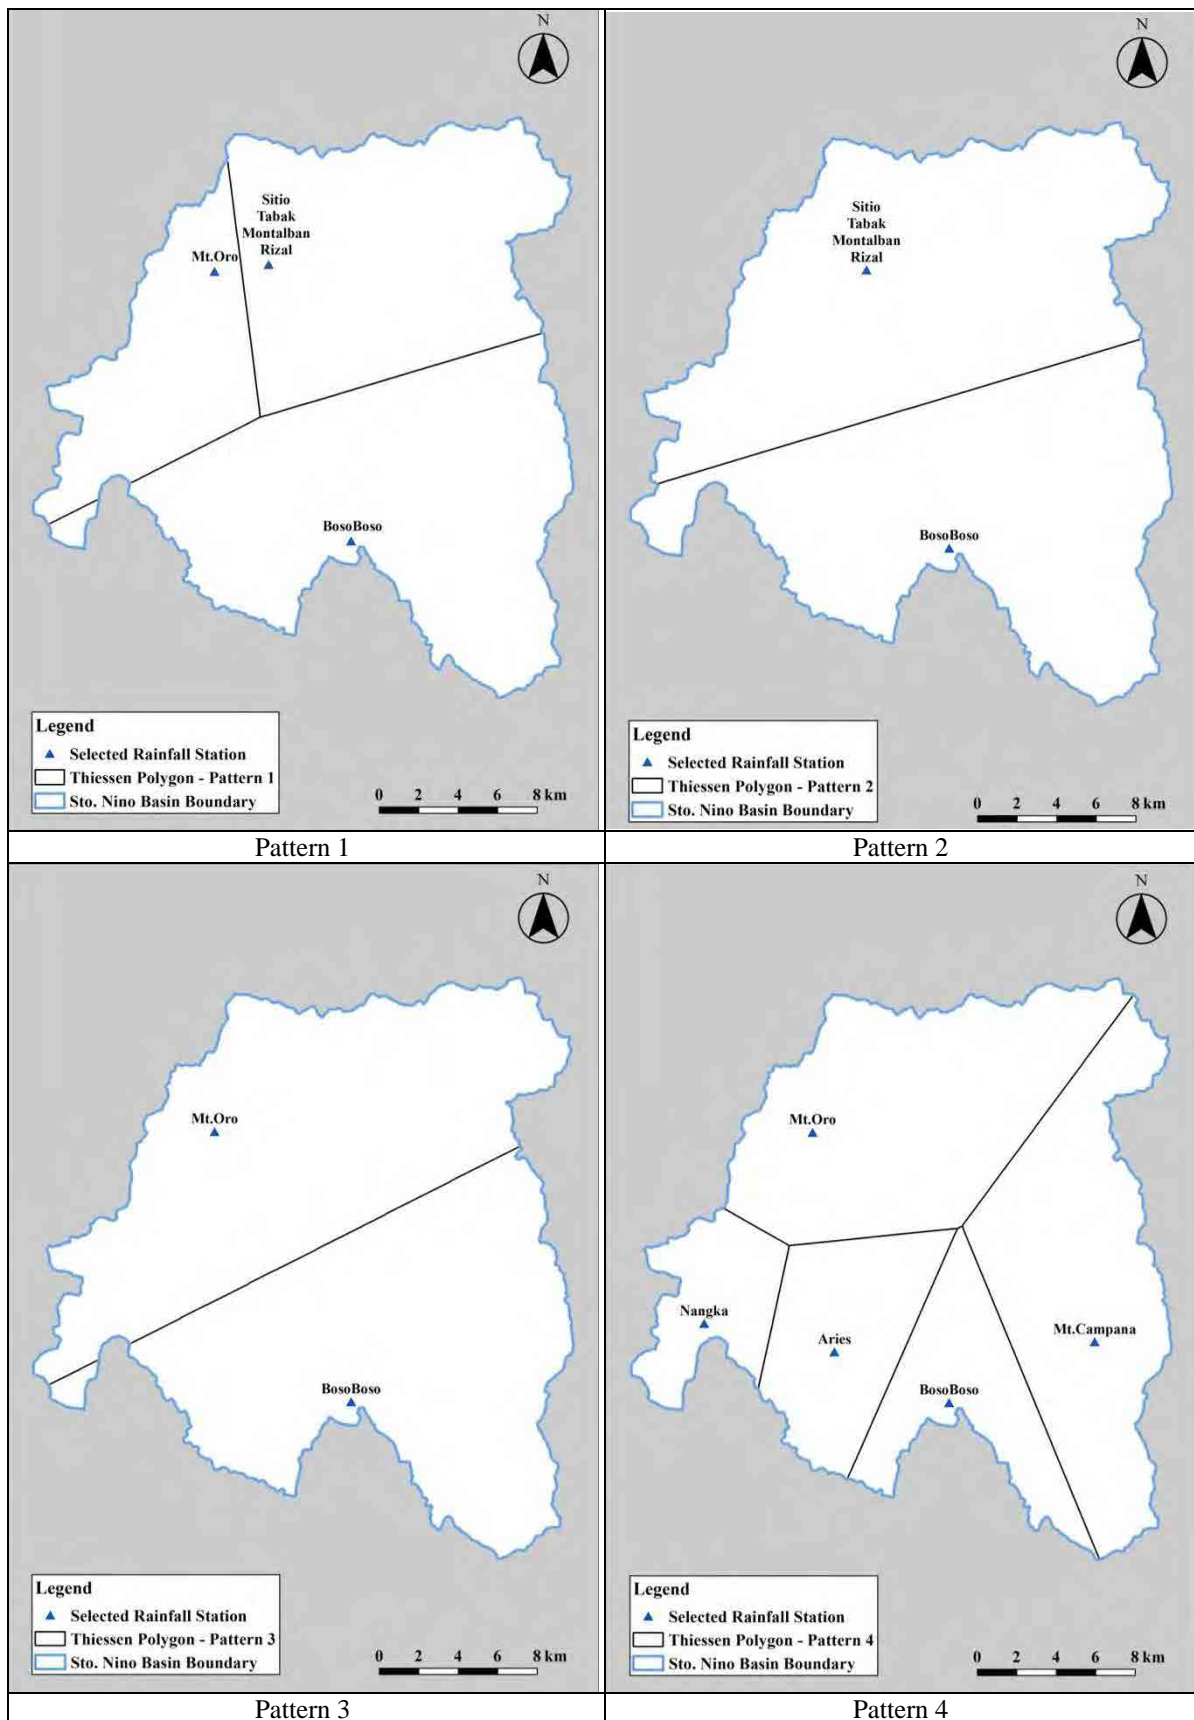 N
Sitio
Tabak
Montalban
Rizal
Mt.Oro
BosoBoso
Legend
Selected Rainfall Station
Thiessen Polygon - Pattern 1
Sto. Nino Basin Boundary
0 2 4 6 8 km
Pattern 1
N
Sitio
Tabak
Montalban
Rizal
BosoBoso
Legend
Selected Rainfall Station
Thiessen Polygon - Pattern 2
Sto. Nino Basin Boundary
0 2 4 6 8 km
Pattern 2
N
Mt.Oro
BosoBoso
Legend
Selected Rainfall Station
Thiessen Polygon - Pattern 3
Sto. Nino Basin Boundary
0 2 4 6 8 km
Pattern 3
N
Mt.Oro
Nangka
Aries
Mt.Campana
BosoBoso
Legend
Selected Rainfall Station
Thiessen Polygon - Pattern 4
Sto. Nino Basin Boundary
0 2 4 6 8 km
Pattern 4